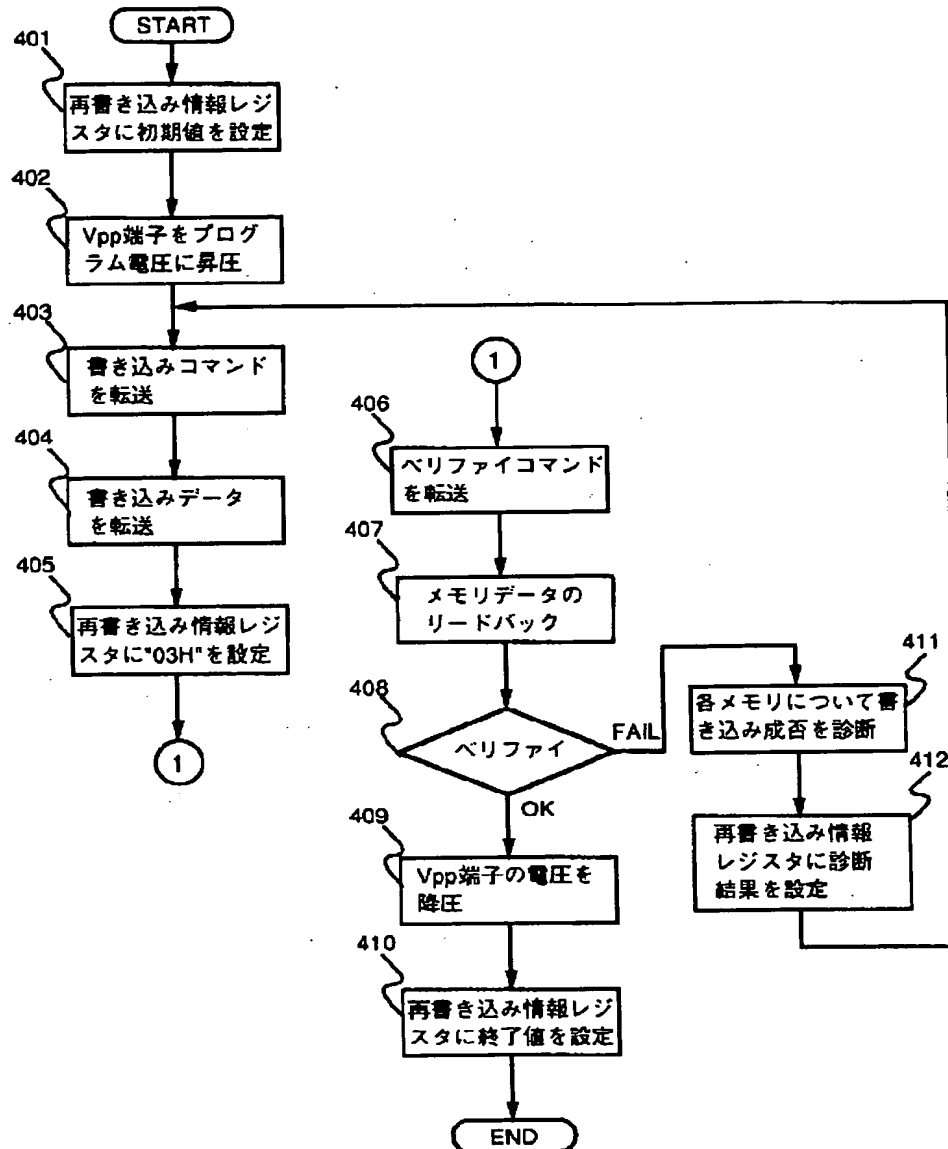 START
401
再書き込み情報レジ
スタに初期値を設定
402
Vpp端子をプログ
ラム電圧に昇圧
403
書き込みコマンド
を転送
404
書き込みデータ
を転送
405
再書き込み情報レジ
スタに"03H"を設定
1
1
406
ベリファイコマンド
を転送
407
メモリデータの
リードバック
408
ベリファイ
FAIL
OK
409
Vpp端子の電圧を
降圧
410
再書き込み情報レジ
スタに終了値を設定
END
411
各メモリについて書
き込み成否を診断
412
再書き込み情報
レジスタに診断
結果を設定